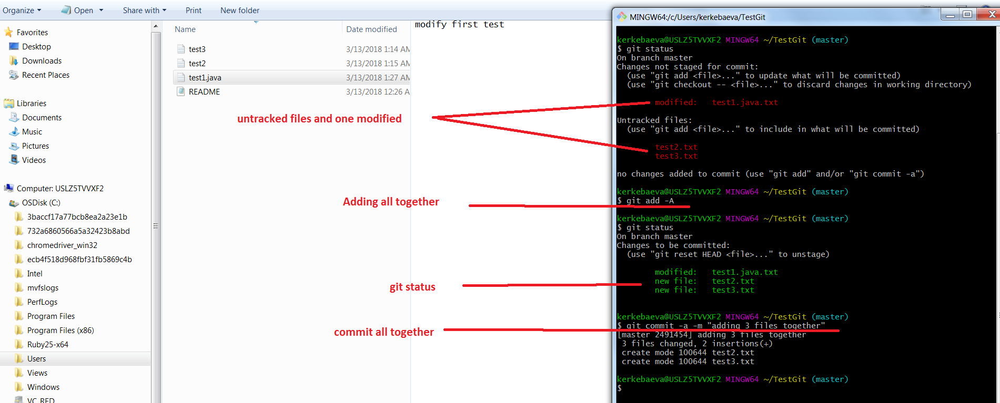 Organize Open Share with Print New folder
Favorites
Desktop
Downloads
Recent Places
Libraries
Documents
Music
Pictures
Videos
Computer: USLZ5TVVXF2
OSDisk (C:)
3baccf17a77bcb8ea2a23e1b
732a6860566a5a32423b8abd
chromedriver_win32
ecb4f518d968fbf31fb5869c4b
Intel
mvfslogs
PerfLogs
Program Files
Program Files (x86)
Ruby25-x64
Users
Views
Windows
VC_RED
Name Date modified
test3 3/13/2018 1:14 AM
test2 3/13/2018 1:15 AM
test1.java 3/13/2018 1:27 AM
README 3/13/2018 12:26 A
modify first test
untracked files and one modified
Adding all together
git status
commit all together
MINGW64:/c/Users/kerkebaeva/TestGit
kerkebaeva@USLZ5TVVXF2 MINGW64 ~/TestGit (master)
$ git status
On branch master
Changes not staged for commit:
(use "git add <file>..." to update what will be committed)
(use "git checkout -- <file>..." to discard changes in working directory)
modified: test1.java.txt
Untracked files:
(use "git add <file>..." to include in what will be committed)
test2.txt
test3.txt
no changes added to commit (use "git add" and/or "git commit -a")
kerkebaeva@USLZ5TVVXF2 MINGW64 ~/TestGit (master)
$ git add -A
kerkebaeva@USLZ5TVVXF2 MINGW64 ~/TestGit (master)
$ git status
On branch master
Changes to be committed:
(use "git reset HEAD <file>..." to unstage)
modified: test1.java.txt
new file: test2.txt
new file: test3.txt
kerkebaeva@USLZ5TVVXF2 MINGW64 ~/TestGit (master)
$ git commit -a -m "adding 3 files together"
[master 2491454] adding 3 files together
3 files changed, 2 insertions(+)
create mode 100644 test2.txt
create mode 100644 test3.txt
kerkebaeva@USLZ5TVVXF2 MINGW64 ~/TestGit (master)
$